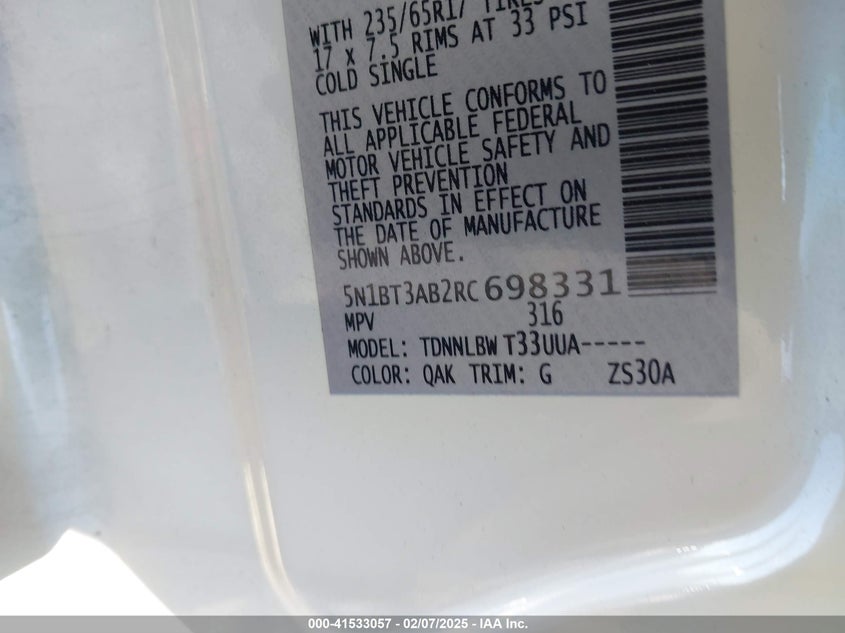 WITH 235/65R17 TIRES
17 x 7.5 RIMS AT 33 PSI
COLD SINGLE
THIS VEHICLE CONFORMS TO
ALL APPLICABLE FEDERAL
MOTOR VEHICLE SAFETY AND
THEFT PREVENTION
STANDARDS IN EFFECT ON
THE DATE OF MANUFACTURE
SHOWN ABOVE.
5N1BT3AB2RC698331
MPV 316
MODEL: TDNNLBW T33UUA-----
COLOR: QAK TRIM: G ZS30A
000-41533057 - 02/07/2025 - IAA Inc.